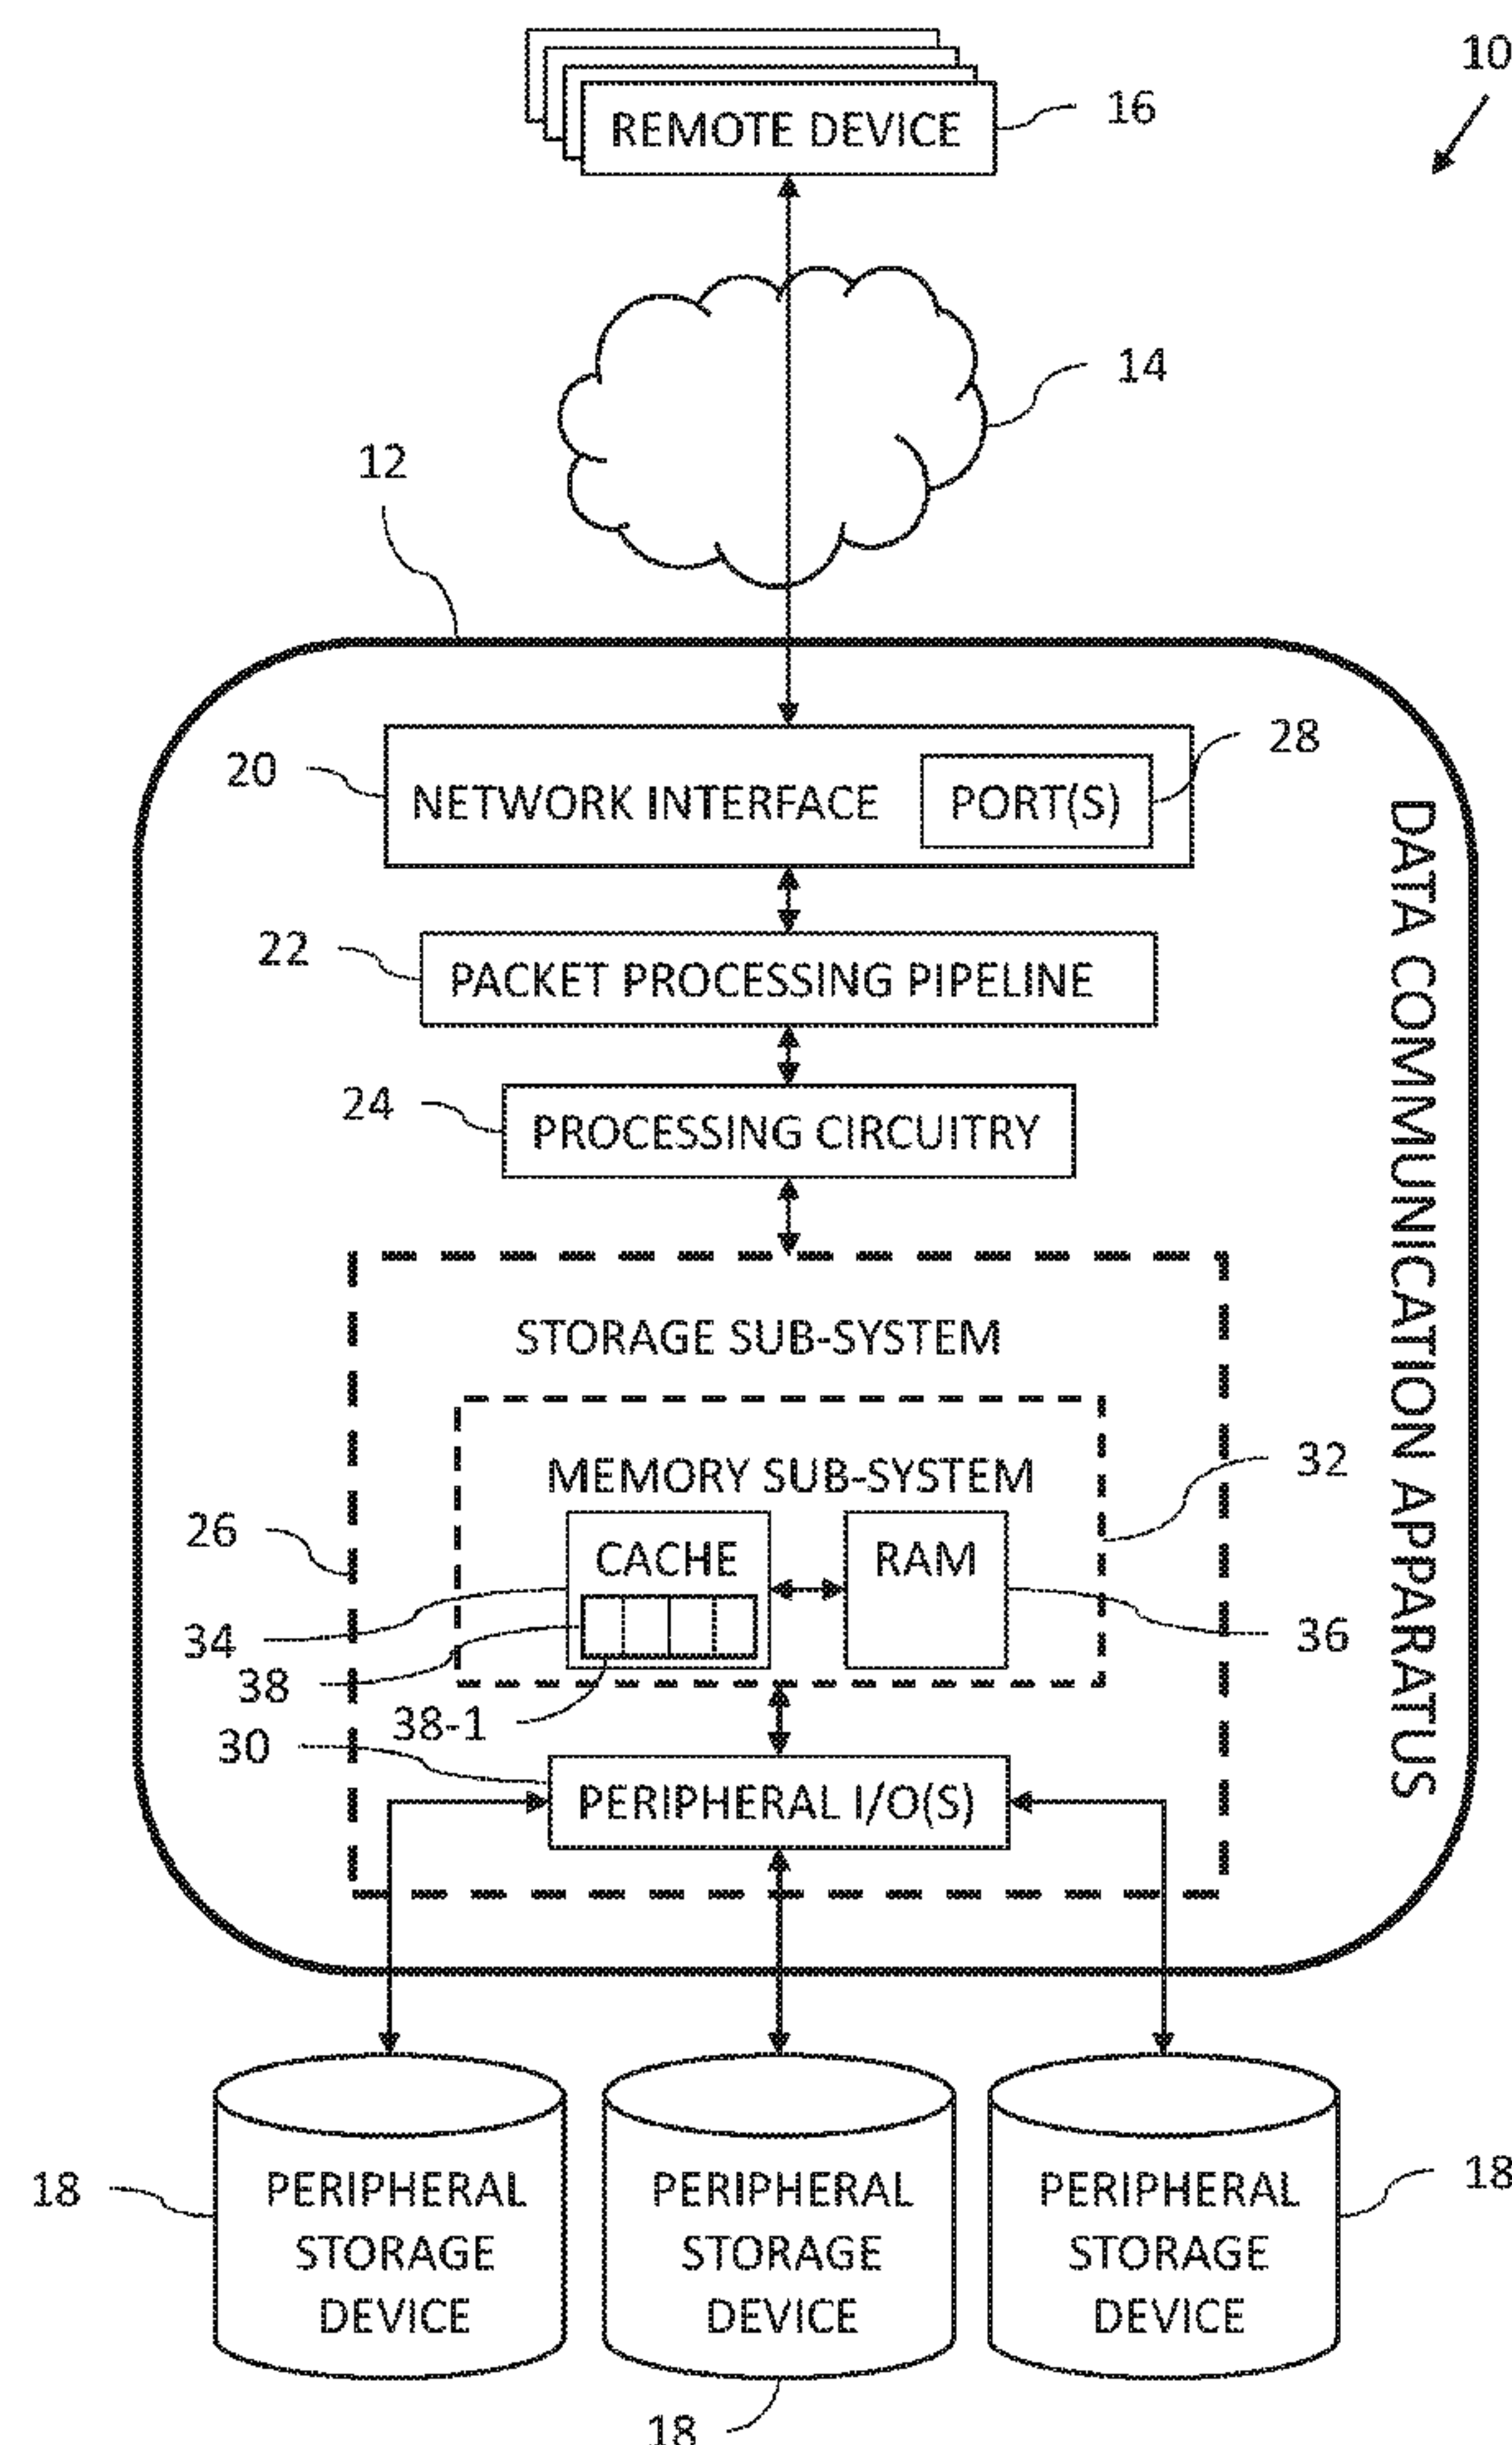 10
REMOTE DEVICE
16
14
12
20
NETWORK INTERFACE
PORT(S)
28
22
PACKET PROCESSING PIPELINE
24
PROCESSING CIRCUITRY
DATA COMMUNICATION APPARATUS
STORAGE SUB-SYSTEM
MEMORY SUB-SYSTEM
32
26
CACHE
RAM
34
36
38
38-1
30
PERIPHERAL I/O(S)
18
PERIPHERAL
STORAGE
DEVICE
PERIPHERAL
STORAGE
DEVICE
18
PERIPHERAL
STORAGE
DEVICE
18